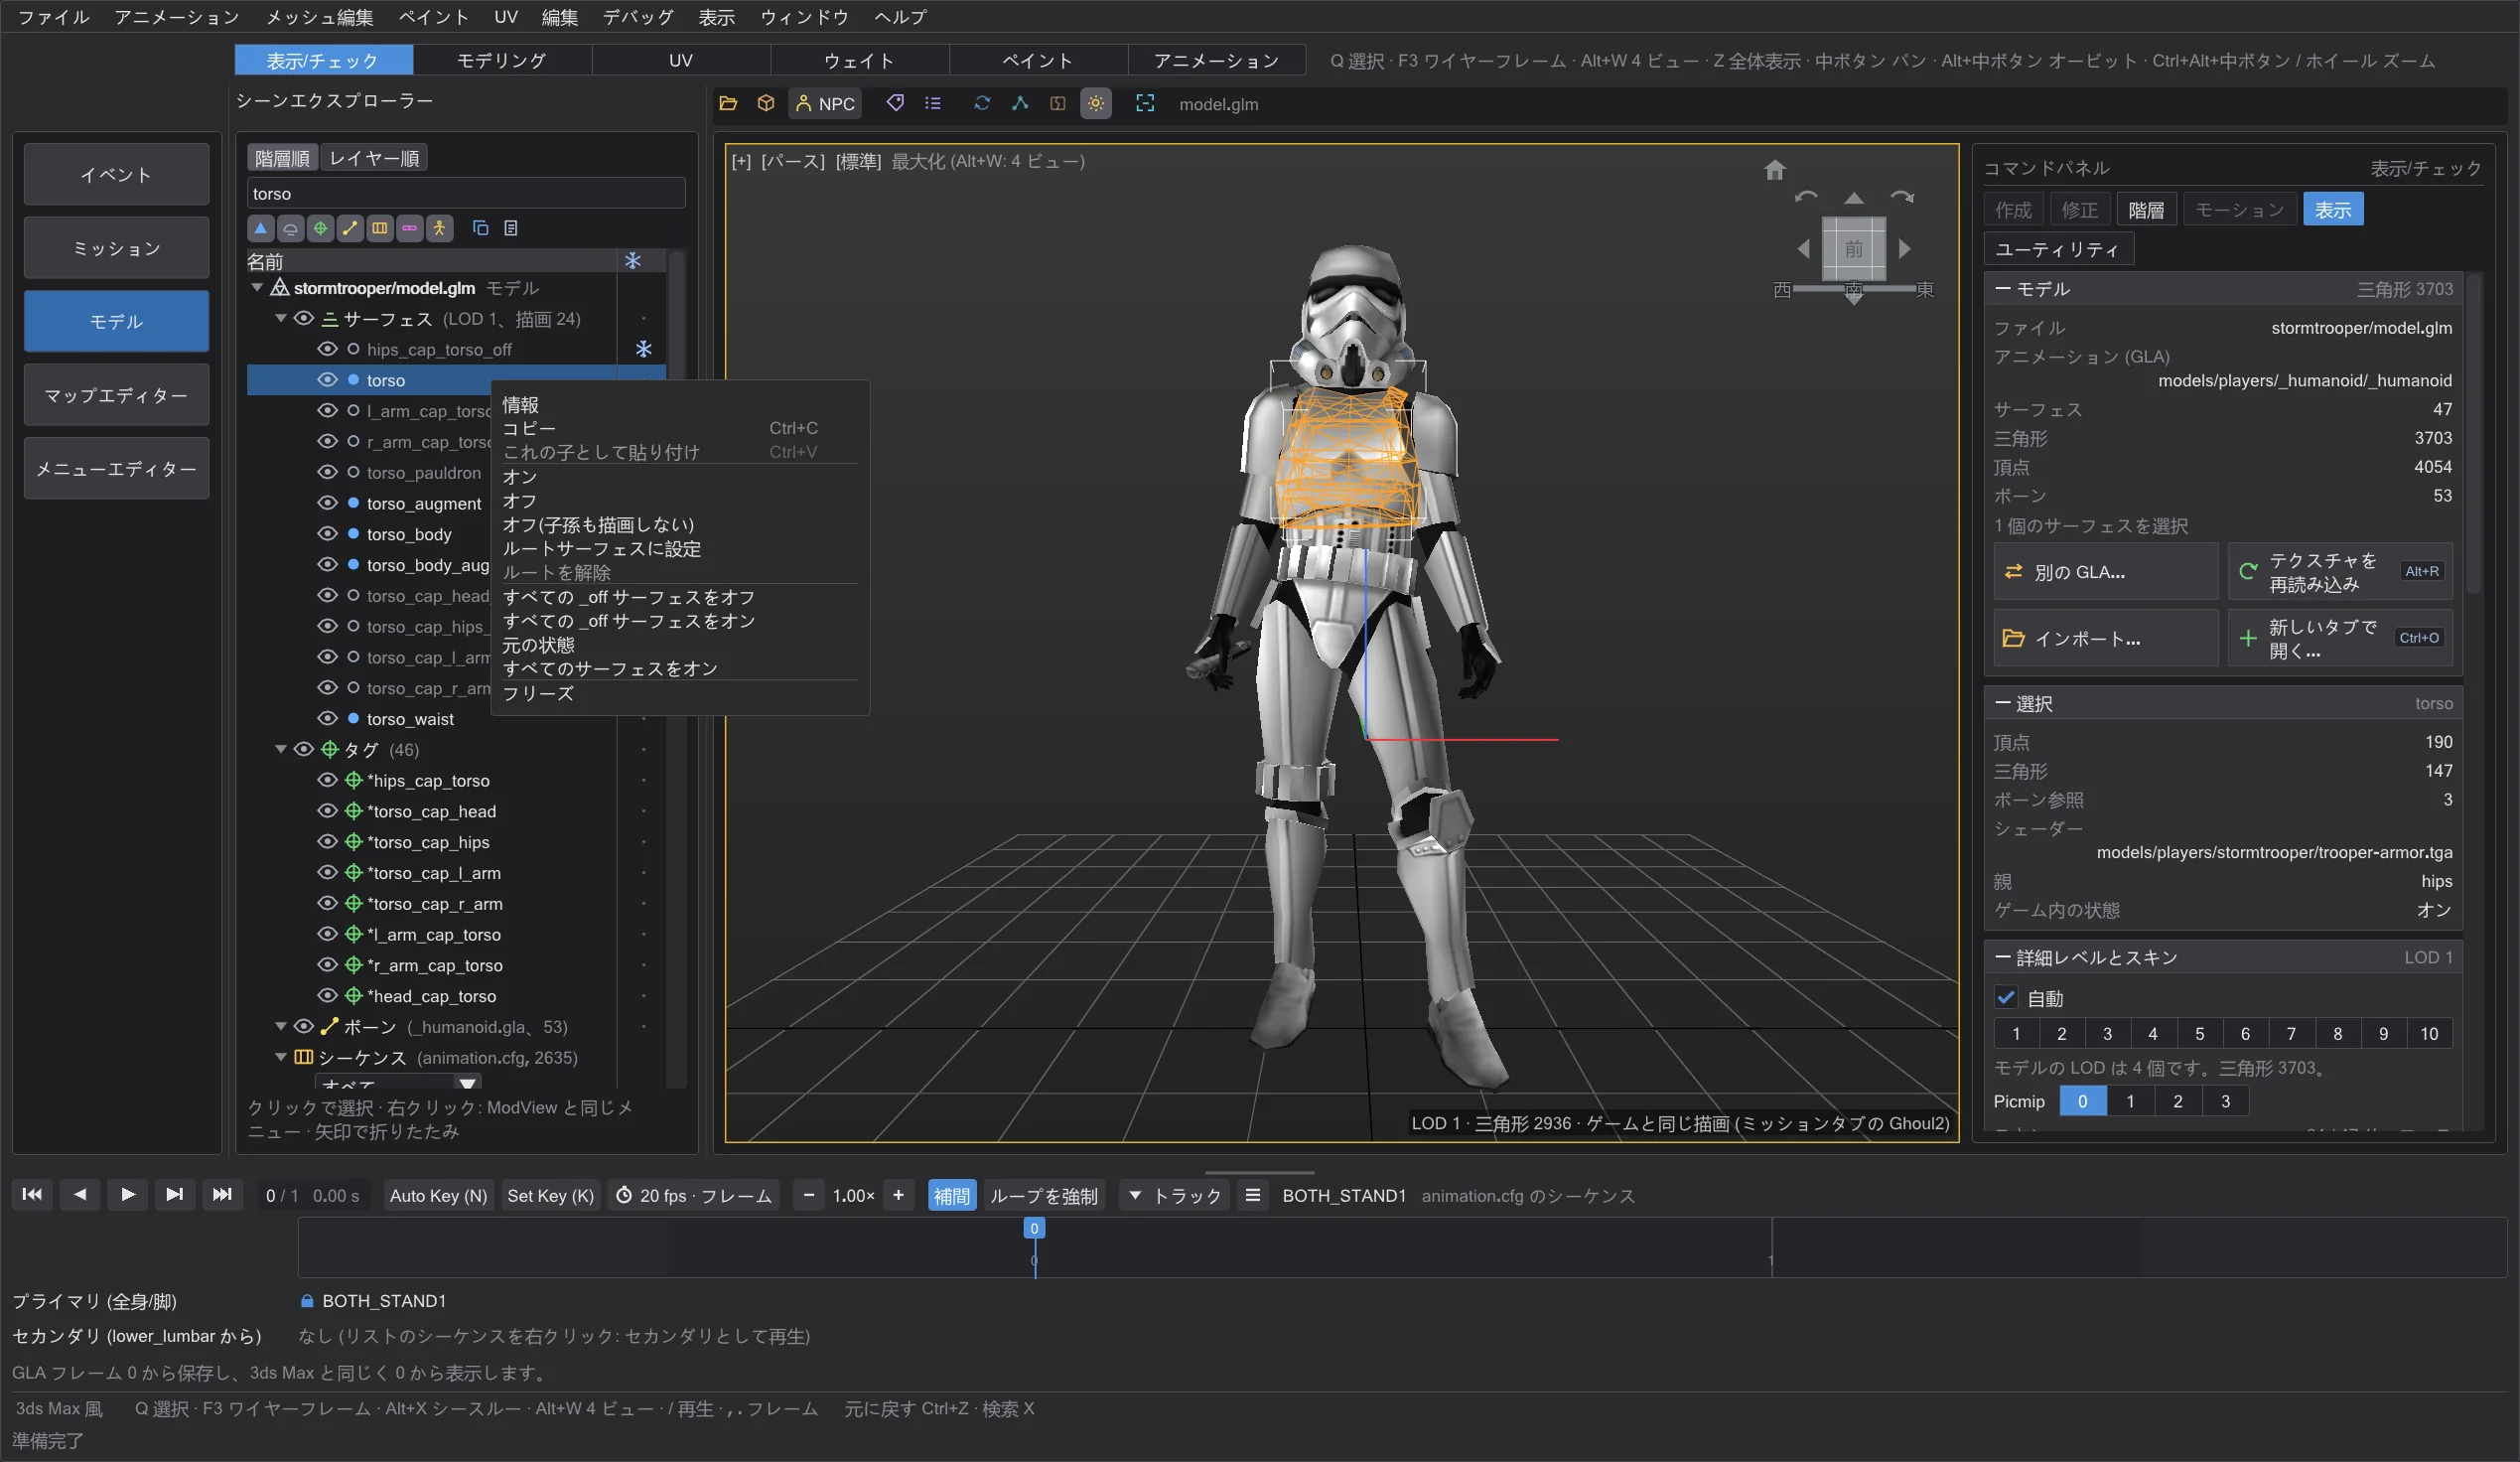 ファイル アニメーション メッシュ編集 ペイント UV 編集 デバッグ 表示 ウィンドウ ヘルプ
表示/チェック モデリング UV ウェイト ペイント アニメーション Q 選択 · F3 ワイヤーフレーム · Alt+W 4 ビュー · Z 全体表示 · 中ボタン パン · Alt+中ボタン オービット · Ctrl+Alt+中ボタン / ホイール ズーム
イベント
ミッション
モデル
マップエディター
メニューエディター
シーンエクスプローラー
階層順 レイヤー順
torso
名前
stormtrooper/model.glm モデル
サーフェス (LOD 1、描画 24)
hips_cap_torso_off
torso
l_arm_cap_torso
r_arm_cap_torso
torso_pauldron
torso_augment
torso_body
torso_body_aug
torso_cap_head
torso_cap_hips_
torso_cap_l_arm
torso_cap_r_arm
torso_waist
タグ (46)
*hips_cap_torso
*torso_cap_head
*torso_cap_hips
*torso_cap_l_arm
*torso_cap_r_arm
*l_arm_cap_torso
*r_arm_cap_torso
*head_cap_torso
ボーン (_humanoid.gla、53)
シーケンス (animation.cfg, 2635)
すべて
クリックで選択 · 右クリック: ModView と同じメ
ニュー · 矢印で折りたたみ
情報
コピー Ctrl+C
これの子として貼り付け Ctrl+V
オン
オフ
オフ(子孫も描画しない)
ルートサーフェスに設定
ルートを解除
すべての _off サーフェスをオフ
すべての _off サーフェスをオン
元の状態
すべてのサーフェスをオン
フリーズ
NPC model.glm
[+] [パース] [標準] 最大化 (Alt+W: 4 ビュー)
前
西 南 東
LOD 1 · 三角形 2936 · ゲームと同じ描画 (ミッションタブの Ghoul2)
コマンドパネル 表示/チェック
作成 修正 階層 モーション 表示
ユーティリティ
モデル 三角形 3703
ファイル stormtrooper/model.glm
アニメーション (GLA)
models/players/_humanoid/_humanoid
サーフェス 47
三角形 3703
頂点 4054
ボーン 53
1 個のサーフェスを選択
別の GLA...
テクスチャを
再読み込み Alt+R
インポート...
新しいタブで
開く... Ctrl+O
選択 torso
頂点 190
三角形 147
ボーン参照 3
シェーダー
models/players/stormtrooper/trooper-armor.tga
親 hips
ゲーム内の状態 オン
詳細レベルとスキン LOD 1
自動
1 2 3 4 5 6 7 8 9 10
モデルの LOD は 4 個です。三角形 3703。
Picmip 0 1 2 3
0 / 1 0.00 s Auto Key (N) Set Key (K) 20 fps · フレーム − 1.00× + 補間 ループを強制 トラック BOTH_STAND1 animation.cfg のシーケンス
0
0 1
プライマリ (全身/脚) BOTH_STAND1
セカンダリ (lower_lumbar から) なし (リストのシーケンスを右クリック: セカンダリとして再生)
GLA フレーム 0 から保存し、3ds Max と同じく 0 から表示します。
3ds Max 風 Q 選択 · F3 ワイヤーフレーム · Alt+X シースルー · Alt+W 4 ビュー · / 再生 · , . フレーム 元に戻す Ctrl+Z · 検索 X
準備完了